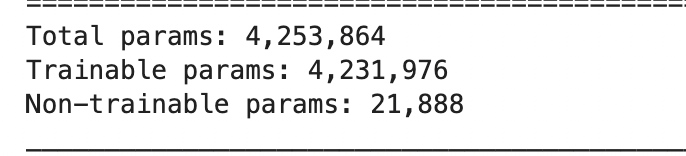 Total params: 4,253,864
Trainable params: 4,231,976
Non-trainable params: 21,888